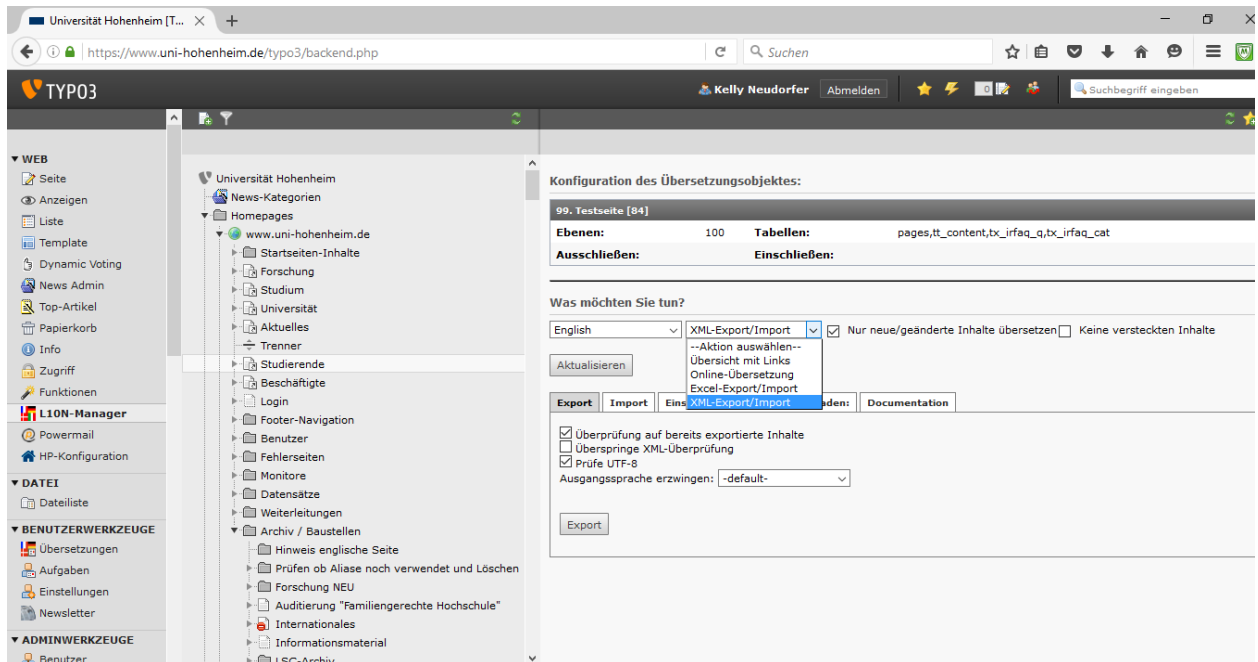 Universität Hohenheim [T...
https://www.uni-hohenheim.de/typo3/backend.php
Suchen
TYPO3
Kelly Neudorfer
Abmelden
0
Suchbegriff eingeben
WEB
Seite
Anzeigen
Liste
Template
Dynamic Voting
News Admin
Top-Artikel
Papierkorb
Info
Zugriff
Funktionen
L10N-Manager
Powermail
HP-Konfiguration
DATEI
Dateiliste
BENUTZERWERKZEUGE
Übersetzungen
Aufgaben
Einstellungen
Newsletter
ADMINWERKZEUGE
Benutzer
Universität Hohenheim
News-Kategorien
Homepages
www.uni-hohenheim.de
Startseiten-Inhalte
Forschung
Studium
Universität
Aktuelles
Trenner
Studierende
Beschäftigte
Login
Footer-Navigation
Benutzer
Fehlerseiten
Monitore
Datensätze
Weiterleitungen
Archiv / Baustellen
Hinweis englische Seite
Prüfen ob Aliase noch verwendet und Löschen
Forschung NEU
Auditierung "Familiengerechte Hochschule"
Internationales
Informationsmaterial
LSC-Archiv
Konfiguration des Übersetzungsobjektes:
99. Testseite [84]
Ebenen: 100 Tabellen: pages,tt_content,tx_irfaq_q,tx_irfaq_cat
Ausschließen: Einschließen:
Was möchten Sie tun?
English XML-Export/Import Nur neue/geänderte Inhalte übersetzen Keine versteckten Inhalte
--Aktion auswählen--
Übersicht mit Links
Online-Übersetzung
Excel-Export/Import
XML-Export/Import
Aktualisieren
Export Import Eins aden: Documentation
Überprüfung auf bereits exportierte Inhalte
Überspringe XML-Überprüfung
Prüfe UTF-8
Ausgangssprache erzwingen: -default-
Export